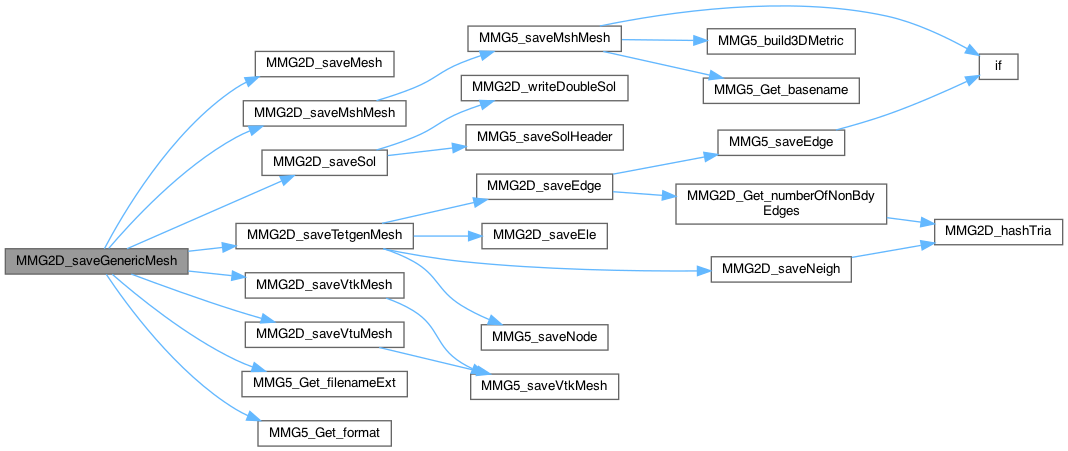 MMG2D_saveGenericMesh
MMG2D_saveMesh
MMG2D_saveMshMesh
MMG2D_saveSol
MMG2D_saveTetgenMesh
MMG2D_saveVtkMesh
MMG2D_saveVtuMesh
MMG5_Get_filenameExt
MMG5_Get_format
MMG5_saveMshMesh
MMG2D_writeDoubleSol
MMG5_saveSolHeader
MMG2D_saveEdge
MMG2D_saveEle
MMG5_saveNode
MMG5_saveVtkMesh
MMG5_build3DMetric
MMG5_Get_basename
MMG5_saveEdge
MMG2D_Get_numberOfNonBdy
Edges
MMG2D_saveNeigh
if
MMG2D_hashTria